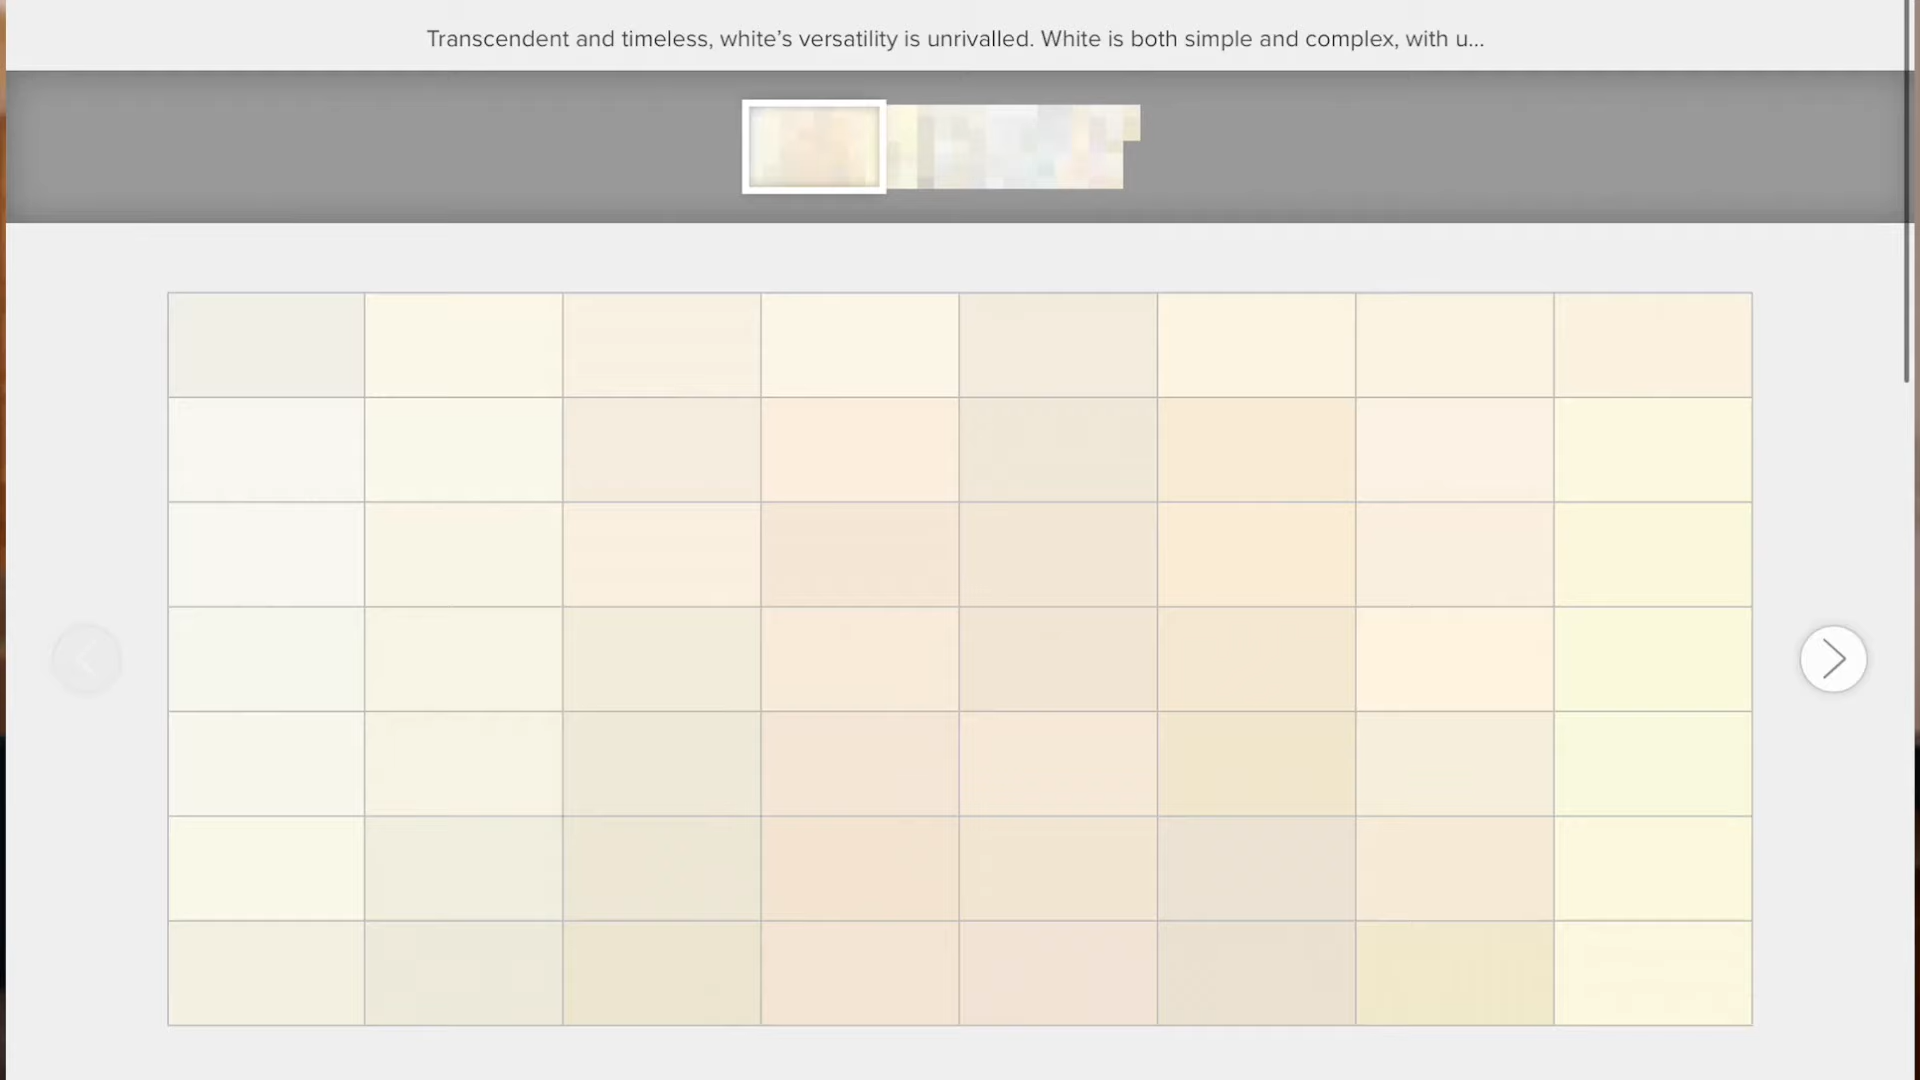 Transcendent and timeless, white’s versatility is unrivalled. White is both simple and complex, with u...